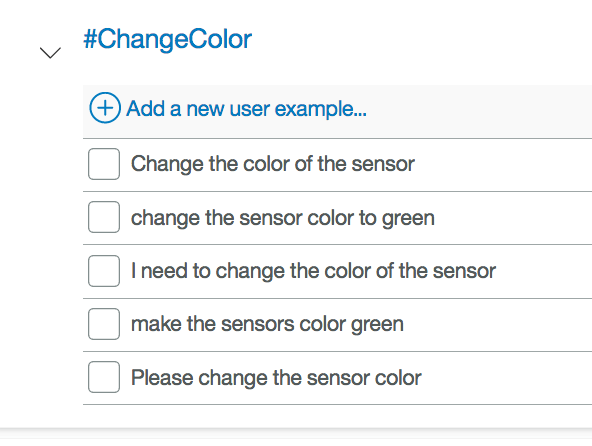 #ChangeColor
Add a new user example...
Change the color of the sensor
change the sensor color to green
I need to change the color of the sensor
make the sensors color green
Please change the sensor color